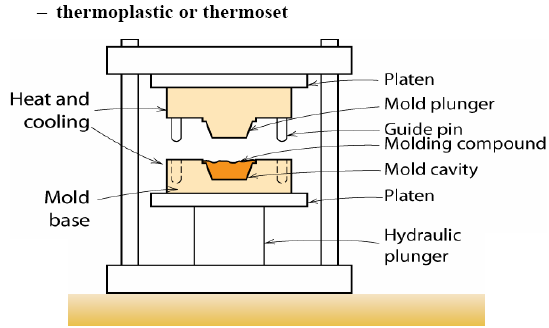 – thermoplastic or thermoset
Platen
Heat and
cooling
Mold plunger
Guide pin
Molding compound
Mold cavity
Mold
base
Platen
Hydraulic
plunger